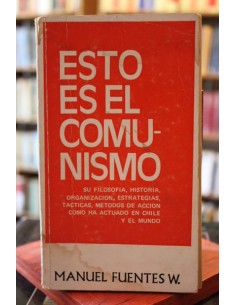 ESTO
ES EL
COMU-
NISMO
SU FILOSOFIA, HISTORIA,
ORGANIZACION, ESTRATEGIAS,
TACTICAS, METODOS DE ACCION
COMO HA ACTUADO EN CHILE
Y EL MUNDO
MANUEL FUENTES W.